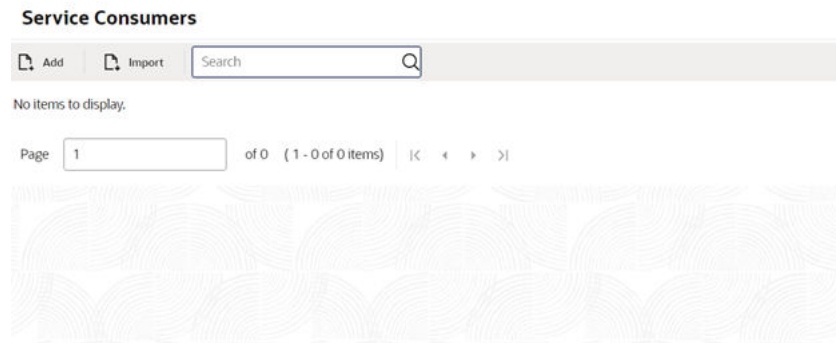 Service Consumers
Add Import Search
No items to display.
Page 1 of 0 (1 - 0 of 0 items)